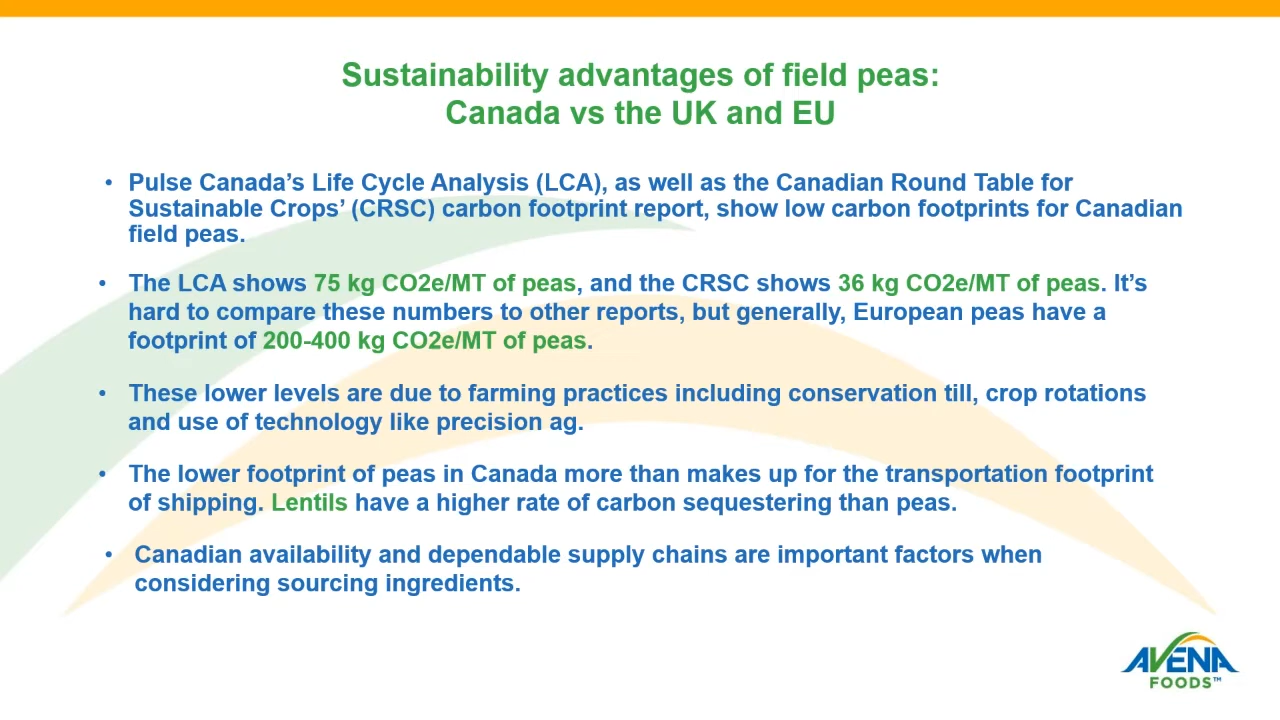 Sustainability advantages of field peas:
Canada vs the UK and EU
• Pulse Canada’s Life Cycle Analysis (LCA), as well as the Canadian Round Table for
Sustainable Crops’ (CRSC) carbon footprint report, show low carbon footprints for Canadian
field peas.
• The LCA shows 75 kg CO2e/MT of peas, and the CRSC shows 36 kg CO2e/MT of peas. It’s
hard to compare these numbers to other reports, but generally, European peas have a
footprint of 200-400 kg CO2e/MT of peas.
• These lower levels are due to farming practices including conservation till, crop rotations
and use of technology like precision ag.
• The lower footprint of peas in Canada more than makes up for the transportation footprint
of shipping. Lentils have a higher rate of carbon sequestering than peas.
• Canadian availability and dependable supply chains are important factors when
considering sourcing ingredients.
AVENA
FOODS™